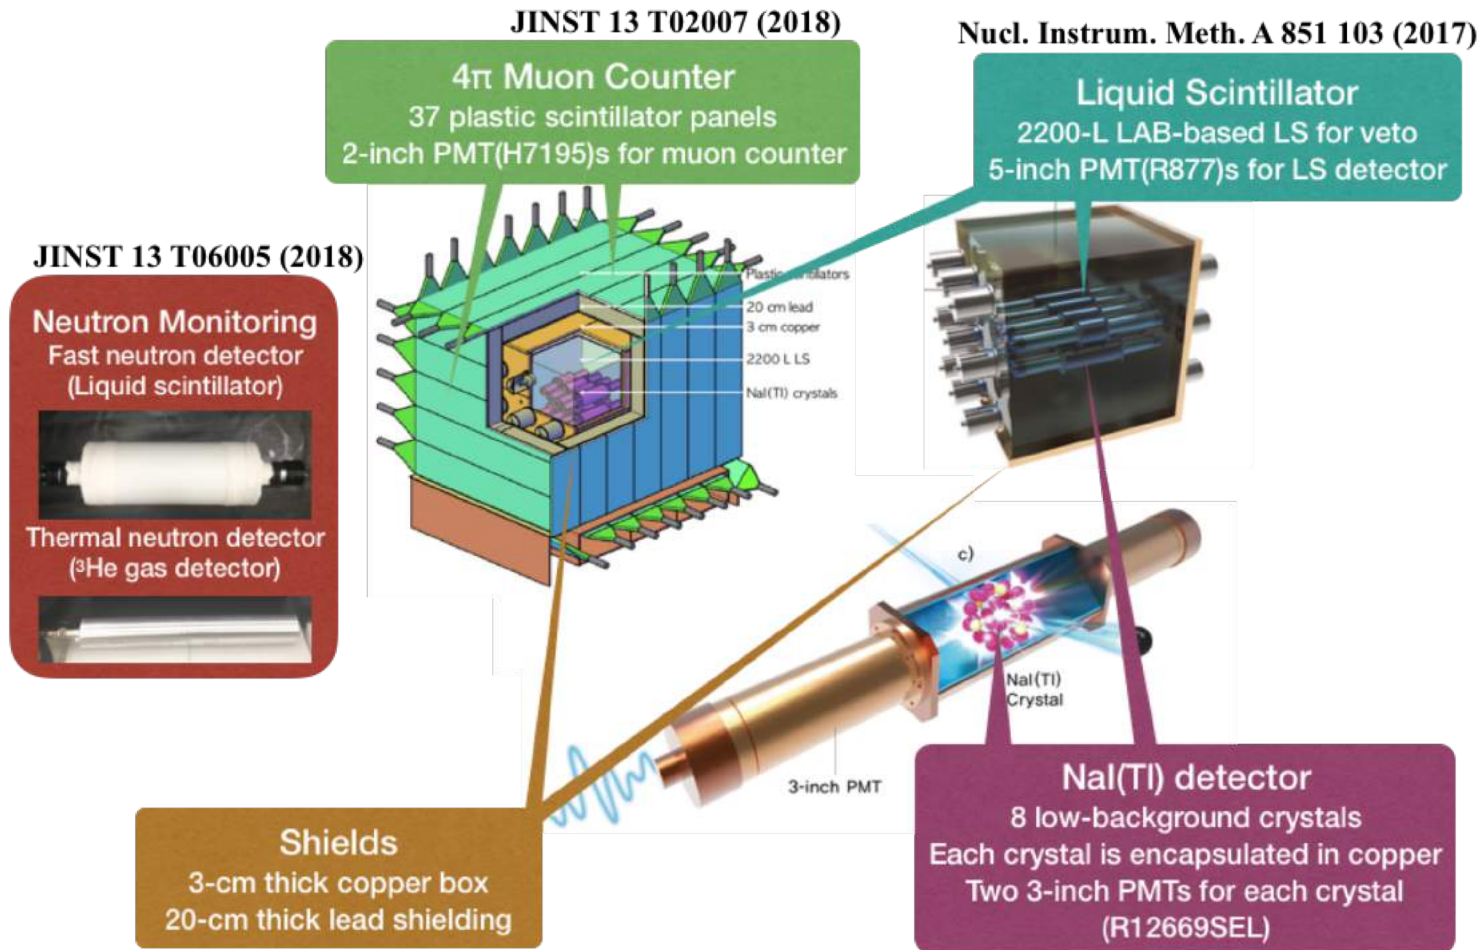 JINST 13 T02007 (2018)
Nucl. Instrum. Meth. A 851 103 (2017)
4π Muon Counter
37 plastic scintillator panels
2-inch PMT(H7195)s for muon counter
Liquid Scintillator
2200-L LAB-based LS for veto
5-inch PMT(R877)s for LS detector
JINST 13 T06005 (2018)
Neutron Monitoring
Fast neutron detector
(Liquid scintillator)
Thermal neutron detector
(³He gas detector)
Plastic
20 cm lead
3 cm copper
2200 L LS
NaI(Tl) crystals
c)
NaI(Tl)
Crystal
3-inch PMT
Shields
3-cm thick copper box
20-cm thick lead shielding
NaI(Tl) detector
8 low-background crystals
Each crystal is encapsulated in copper
Two 3-inch PMTs for each crystal
(R12669SEL)